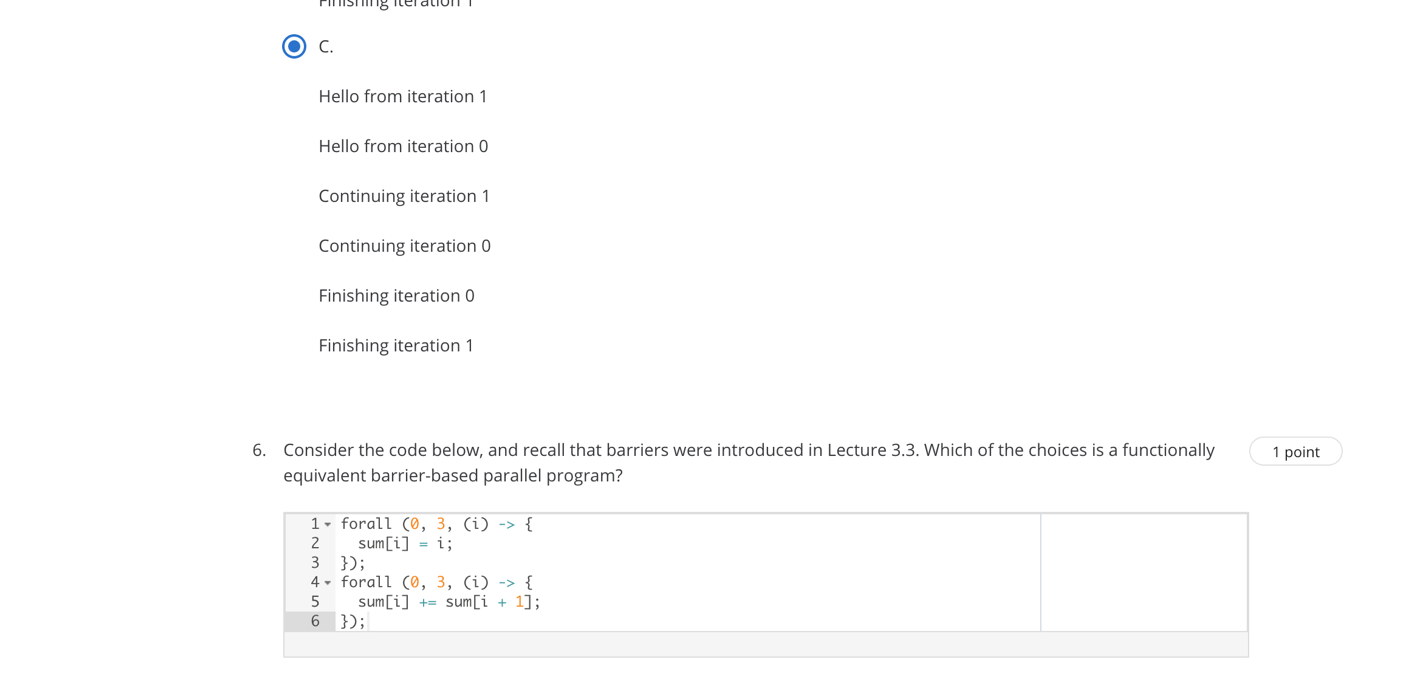 Finishing iteration 1
C.
Hello from iteration 1
Hello from iteration 0
Continuing iteration 1
Continuing iteration 0
Finishing iteration 0
Finishing iteration 1
6. Consider the code below, and recall that barriers were introduced in Lecture 3.3. Which of the choices is a functionally
equivalent barrier-based parallel program?
1 point
1 forall (0, 3, (i) -> {
2 sum[i] = i;
3 });
4 forall (0, 3, (i) -> {
5 sum[i] += sum[i + 1];
6 });